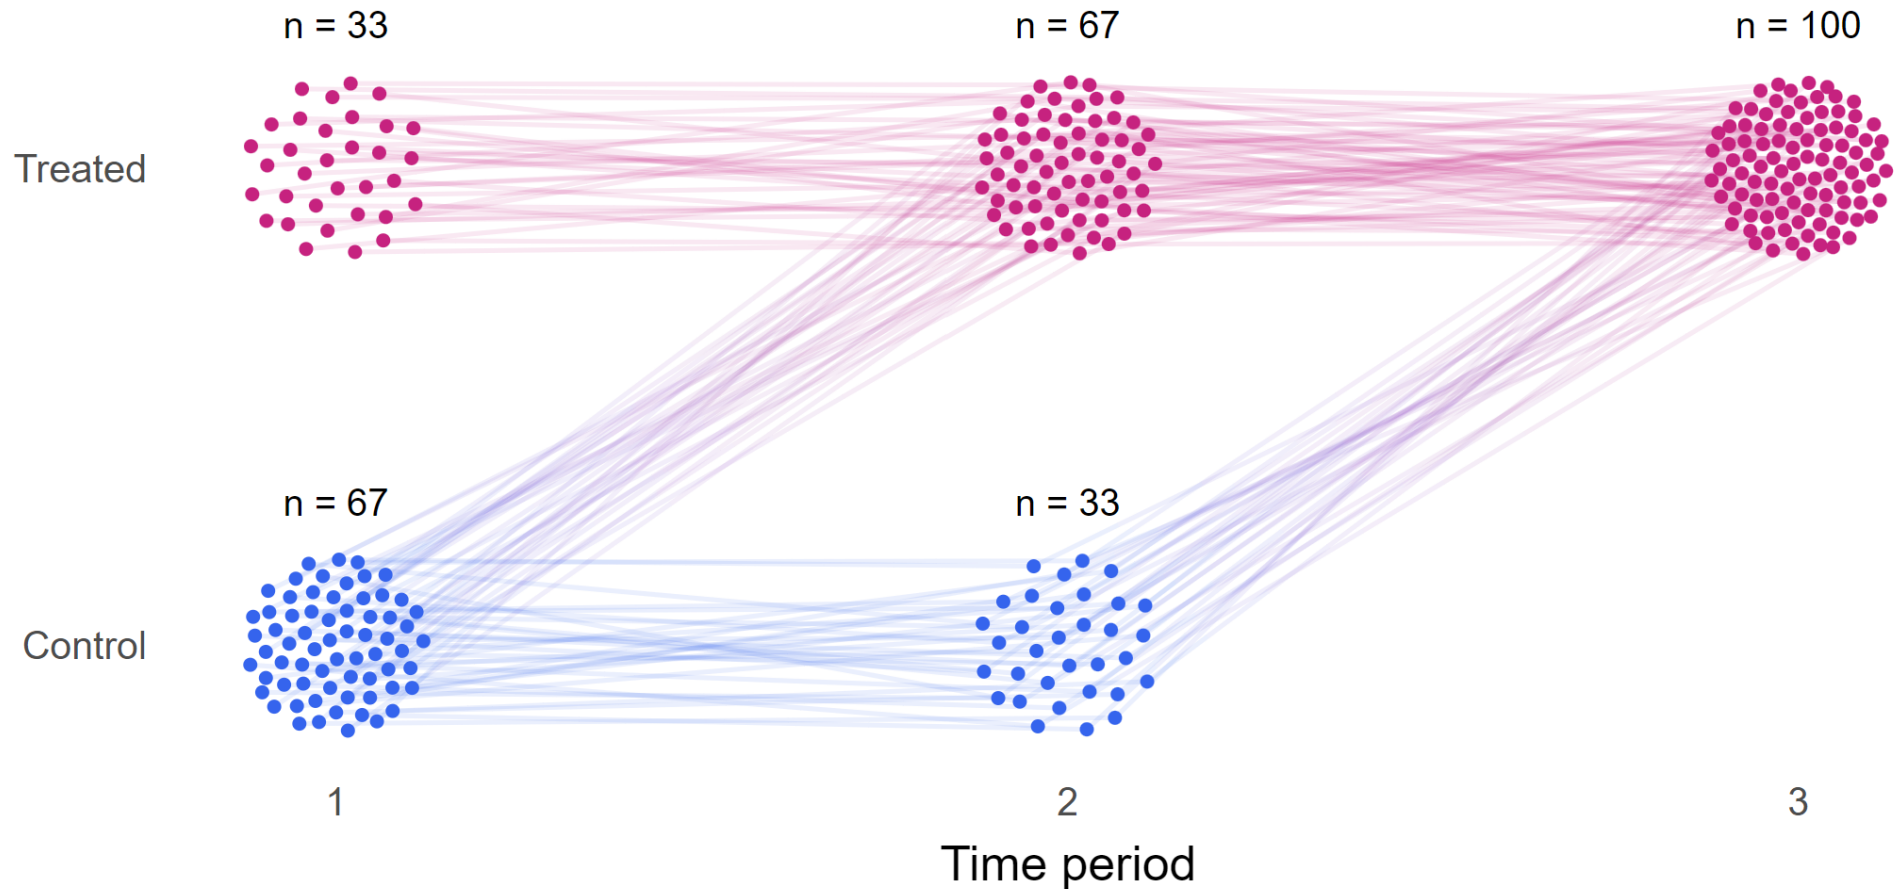 n = 33
n = 67
n = 100
Treated
n = 67
n = 33
Control
1
2
3
Time period